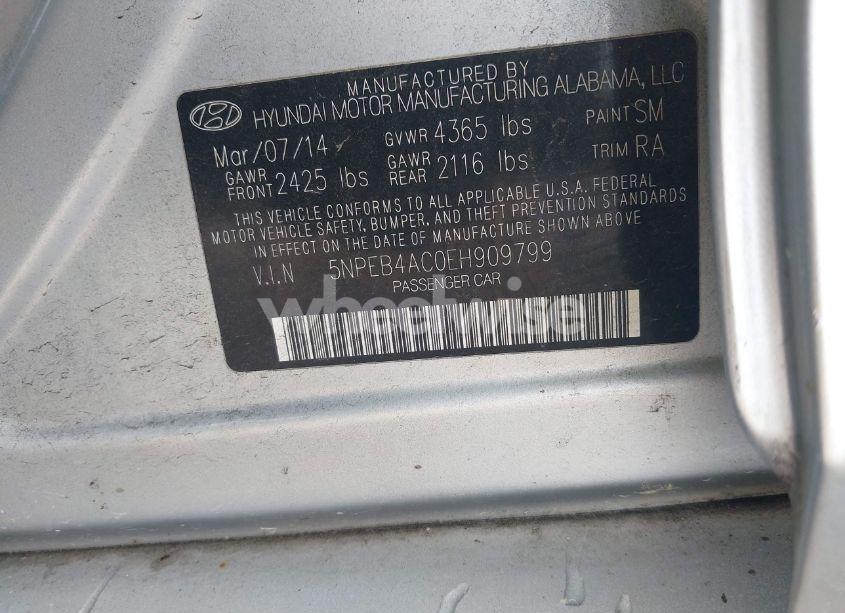 MANUFACTURED BY
HYUNDAI MOTOR MANUFACTURING ALABAMA, LLC
Mar/07/14 GVWR 4365 lbs PAINT SM
GAWR FRONT 2425 lbs GAWR REAR 2116 lbs TRIM RA
THIS VEHICLE CONFORMS TO ALL APPLICABLE U.S.A. FEDERAL
MOTOR VEHICLE SAFETY, BUMPER, AND THEFT PREVENTION STANDARDS
IN EFFECT ON THE DATE OF MANUFACTURE SHOWN ABOVE
V.I.N 5NPEB4AC0EH909799
PASSENGER CAR
wheelwise